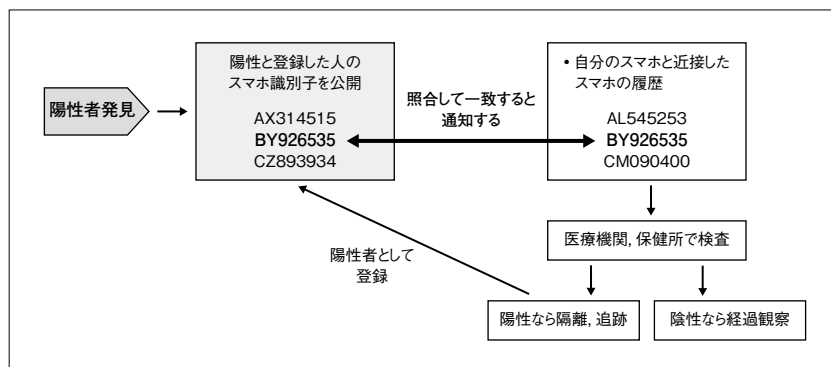 陽性者発見
陽性と登録した人の
スマホ識別子を公開
AX314515
BY926535
CZ893934
照合して一致すると
通知する
• 自分のスマホと近接した
スマホの履歴
AL545253
BY926535
CM090400
医療機関, 保健所で検査
陽性者として
登録
陽性なら隔離, 追跡
陰性なら経過観察